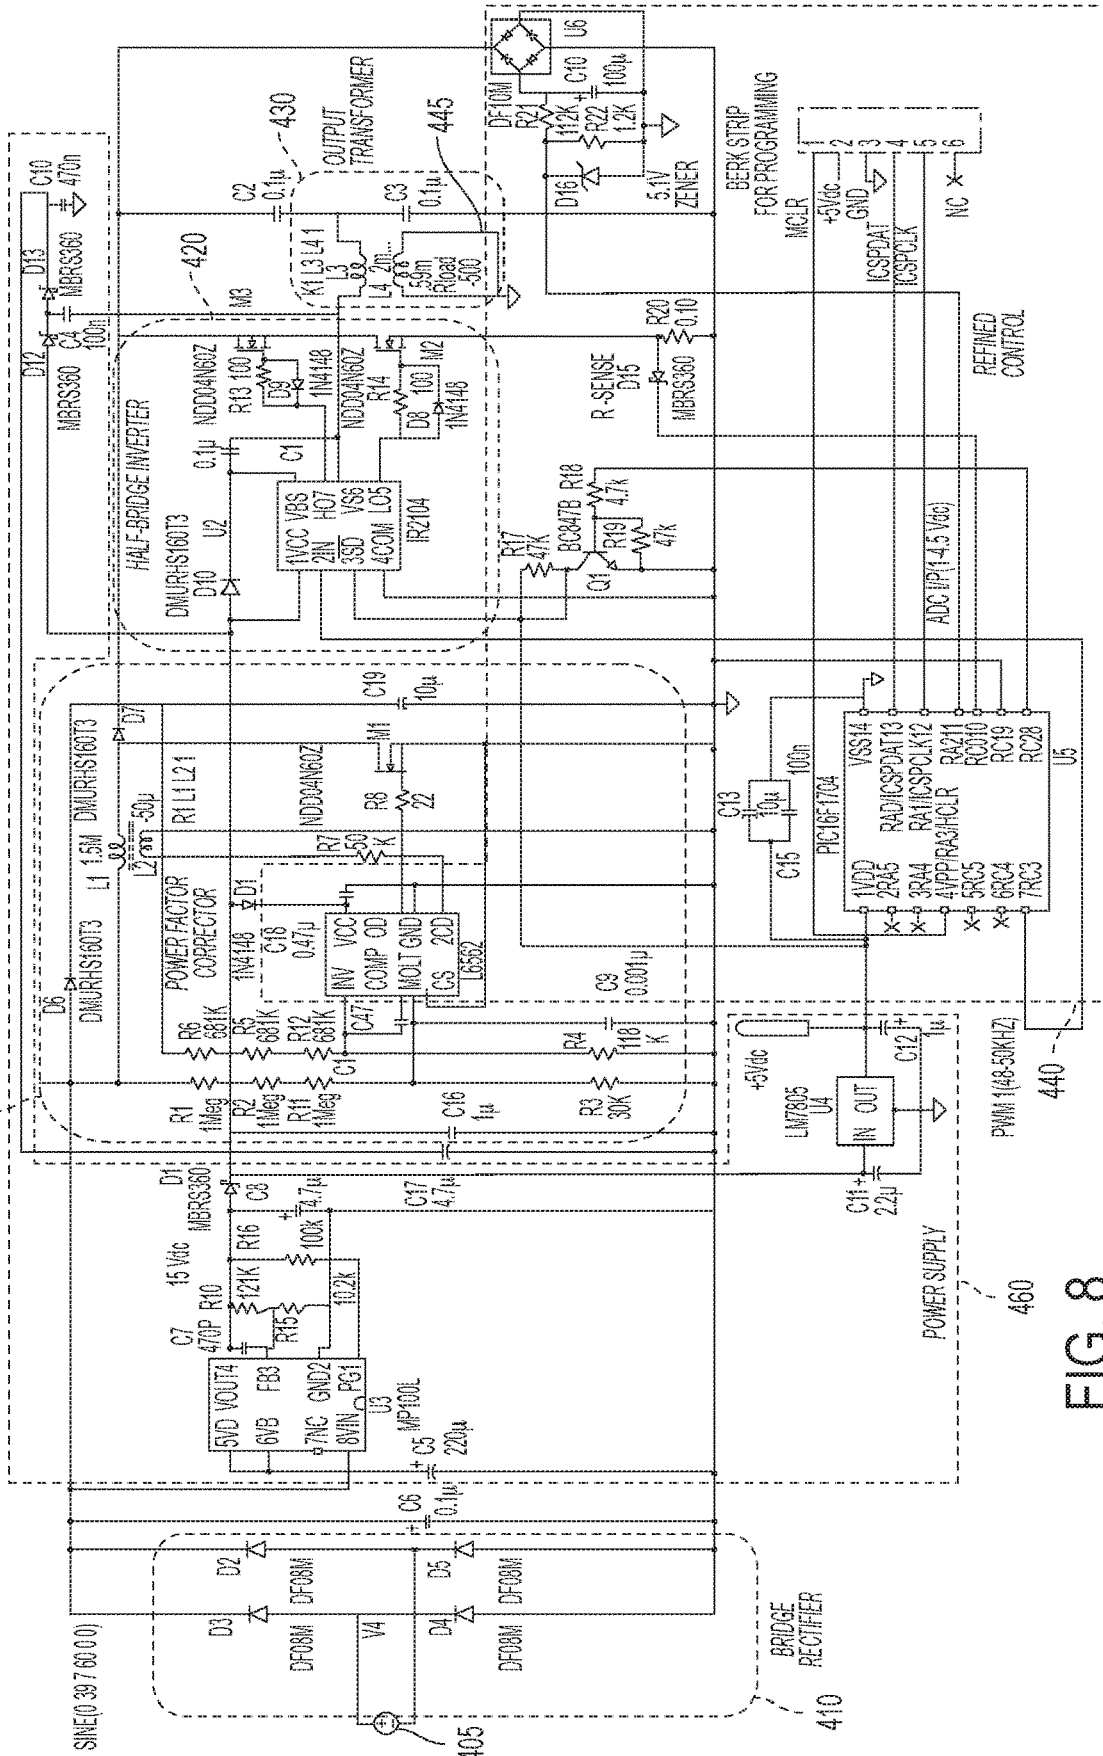 SINE(0 39 7 60 0 0)
405
410
BRIDGE
RECTIFIER
D3
DF08M
D2
DF08M
V4
D4
DF08M
D5
DF08M
C6
0.1µ
C5
220µ
5VD VOUT4
6VB FB3
7NC GND2
8VIN PG1
U3
MP100L
C7
470P
R10
121K
R15
10.2k
R16
100k
15 Vdc
D1
MBRS360
C8
4.7µ
C17
4.7µ
C16
1µ
POWER SUPPLY
460
C11
2.2µ
LM7805
U4
IN OUT
+5Vdc
C12
1µ
PWM 1(48-50KHZ)
440
D6
DMURHS160T3
R1
1Meg
R2
1Meg
R11
1Meg
R3
30K
R6
681K
R5
681K
R12
681K
C1
C47
R4
118
K
C9
0.001µ
POWER FACTOR
CORRECTOR
1N4148
D1
C18
0.47µ
INV VCC
COMP OD
MOLT GND
CS 2CD
L6562
L1 1.5M
L2
-50µ
DMURHS160T3
D7
R1 L1 L2 1
R7
50
K
R8
22
NDD04N60Z
M1
C19
10µ
HALF-BRIDGE INVERTER
420
DMURHS160T3
D10
U2
0.1µ
C1
1VCC VBS
2IN HO7
3SD VS6
4COM LO5
IR2104
NDD04N60Z
R13 100
D9
1N4148
M3
NDD04N60Z
R14
100
D8
1N4148
M2
D12
MBRS360
C4
100n
D13
MBRS360
C10
470n
OUTPUT
TRANSFORMER
430
445
K1 L3 L4 1
L3
L4
2m...
.59m
Rload
-500
C2
0.1µ
C3
0.1µ
R17
47K
BC847B
Q1
R18
4.7k
R19
47k
R-SENSE
D15
MBRS360
R20
0.10
DF10M
U6
R21
112K
R22
1.2K
C10
100µ
D16
5.1V
ZENER
BERK STRIP
FOR PROGRAMMING
MCLR
+5Vdc
GND
ICSPDAT
ICSPCLK
NC
1
2
3
4
5
6
REFINED
CONTROL
ADC I/P(1-4.5 Vdc)
C13
10µ
C15
100n
PIC16F1704
1VDD VSS14
2RA5 RAD/ICSPDAT13
3RA4 RA1/ICSPCLK12
4VPP/RA3/HCLR RA211
5RC5 RC010
6RC4 RC19
7RC3 RC28
U5
FIG. 8